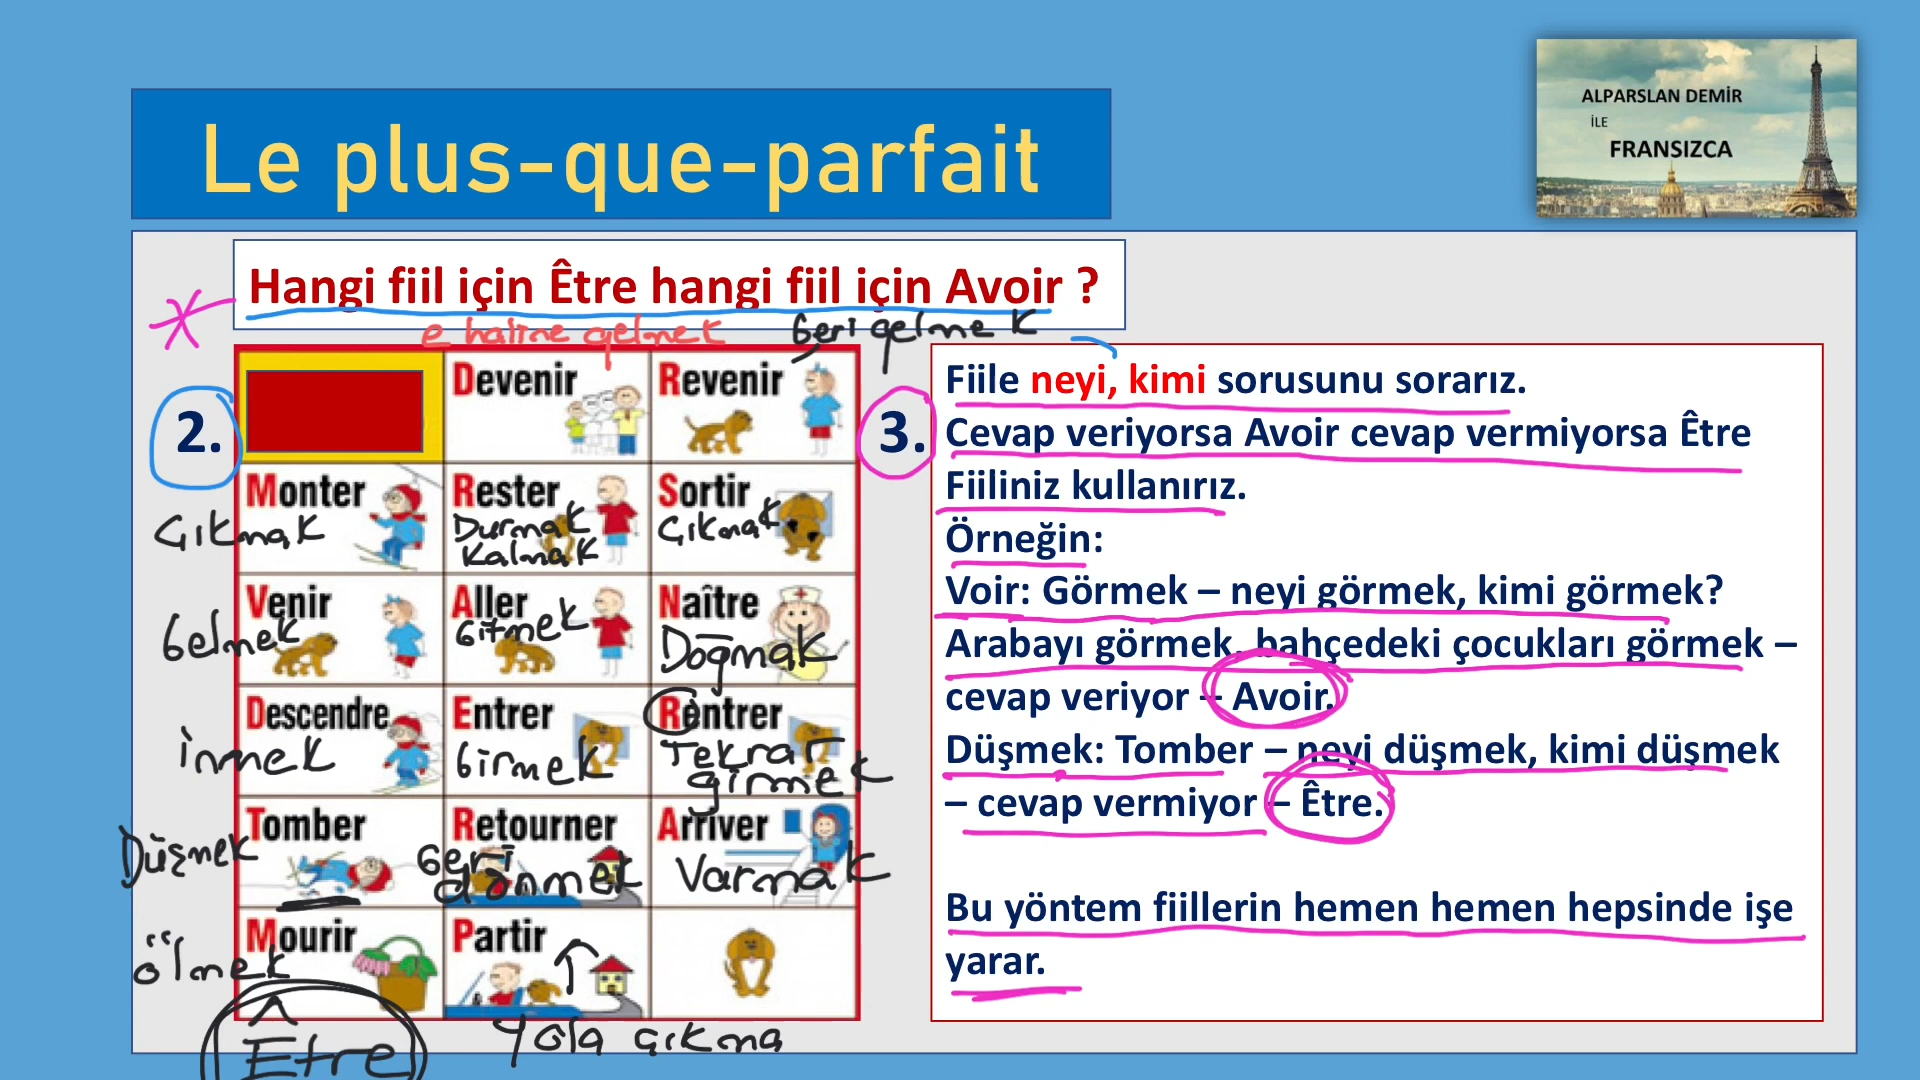 ALPARSLAN DEMİR
İLE
FRANSIZCA
Le plus-que-parfait
Hangi fiil için Être hangi fiil için Avoir ?
e haline gelmek
Geri gelmek
2.
Devenir
Revenir
Monter
Çıkmak
Rester
Durmak
Kalmak
Sortir
Çıkmak
Venir
Gelmek
Aller
Gitmek
Naître
Doğmak
Descendre
inmek
Entrer
Girmek
Rentrer
Tekrar
girmek
Tomber
Düşmek
Retourner
Geri
dönmek
Arriver
Varmak
Mourir
ölmek
Partir
Être
Yola çıkma
3.
Fiile neyi, kimi sorusunu sorarız.
Cevap veriyorsa Avoir cevap vermiyorsa Être
Fiiliniz kullanırız.
Örneğin:
Voir: Görmek – neyi görmek, kimi görmek?
Arabayı görmek, bahçedeki çocukları görmek –
cevap veriyor – Avoir.
Düşmek: Tomber – neyi düşmek, kimi düşmek
– cevap vermiyor – Être.
Bu yöntem fiillerin hemen hemen hepsinde işe
yarar.